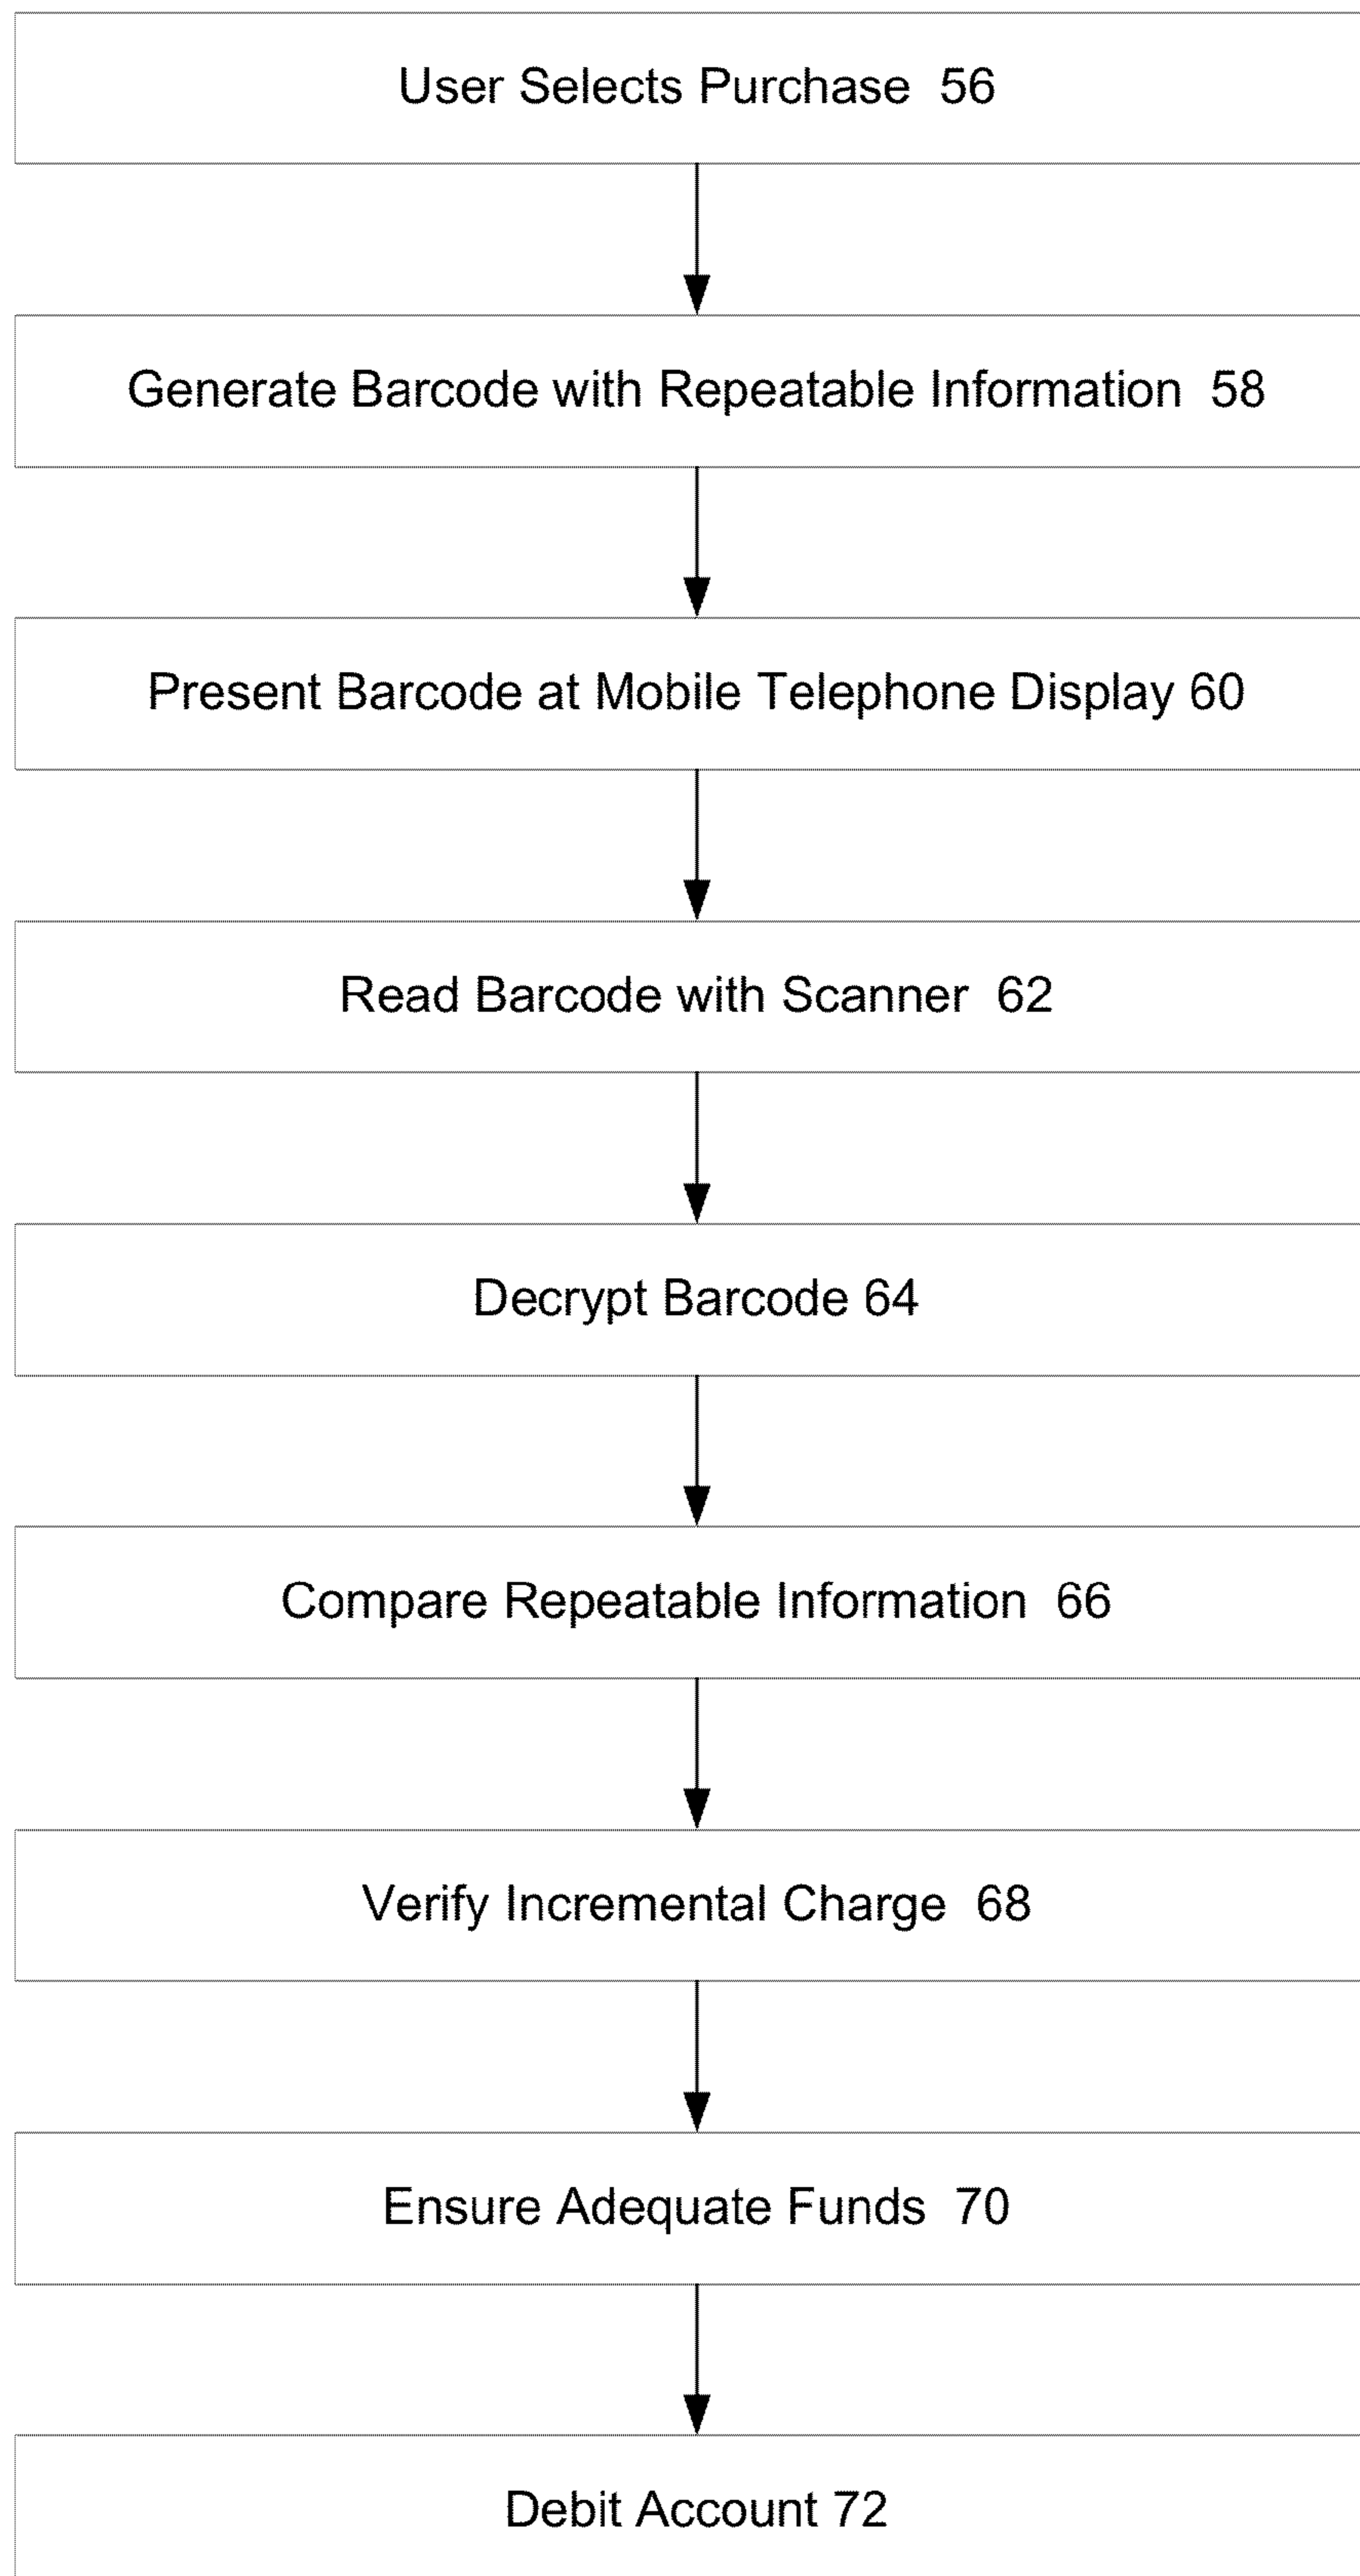 User Selects Purchase 56
Generate Barcode with Repeatable Information 58
Present Barcode at Mobile Telephone Display 60
Read Barcode with Scanner 62
Decrypt Barcode 64
Compare Repeatable Information 66
Verify Incremental Charge 68
Ensure Adequate Funds 70
Debit Account 72